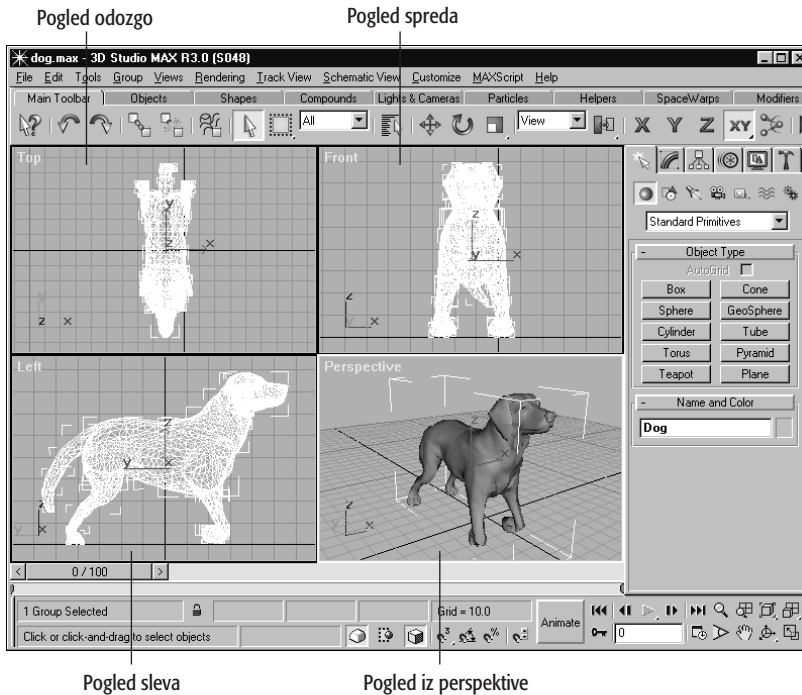 Pogled odozgo
Pogled spreda
dog.max - 3D Studio MAX R3.0 (S048)
File Edit Tools Group Views Rendering Track View Schematic View Customize MAXScript Help
Main Toolbar Objects Shapes Compounds Lights & Cameras Particles Helpers SpaceWarps Modifiers
All View X Y Z XY
Top
Front
y
z
x
z
y x
y
z x
z
x
Standard Primitives
- Object Type
AutoGrid
Box Cone
Sphere GeoSphere
Cylinder Tube
Torus Pyramid
Teapot Plane
- Name and Color
Dog
Left
Perspective
z
y x
z
y x
z
x
z
y x
< 0 / 100 >
1 Group Selected
Grid = 10.0
Animate
Click or click-and-drag to select objects
3
%
0
Pogled sleva
Pogled iz perspektive